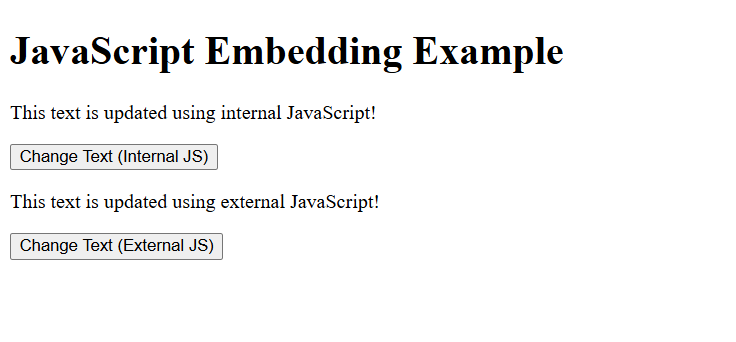 JavaScript Embedding Example
This text is updated using internal JavaScript!
Change Text (Internal JS)
This text is updated using external JavaScript!
Change Text (External JS)